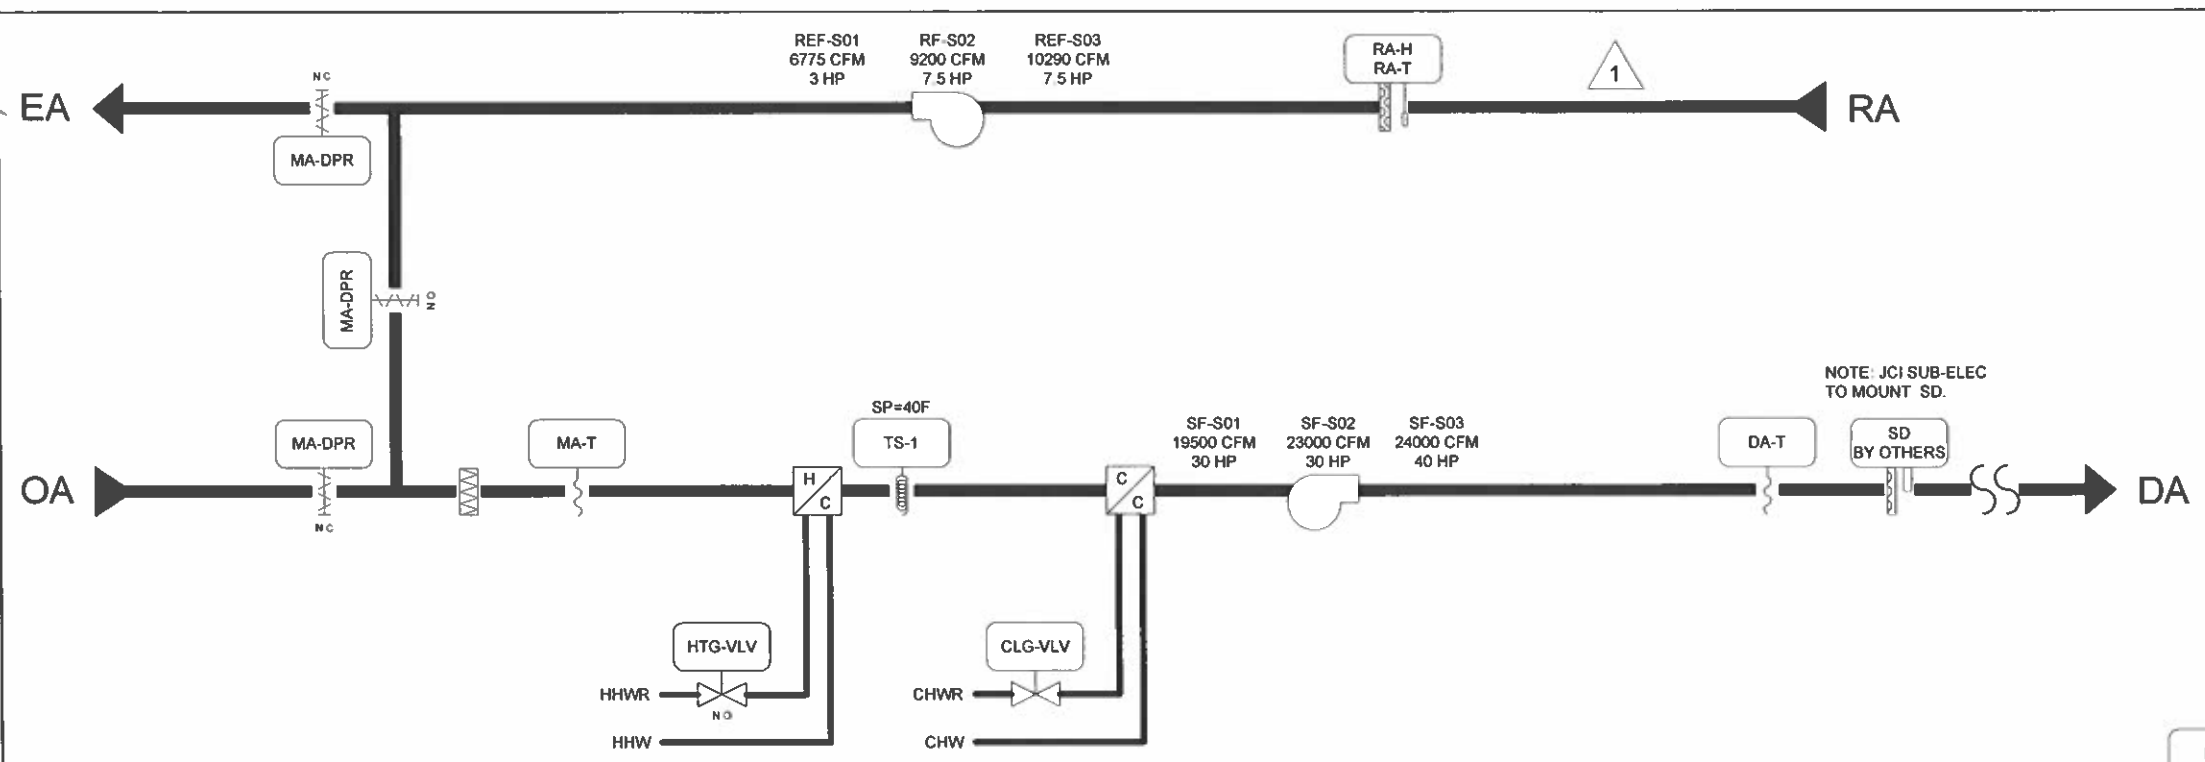 REF-S01
6775 CFM
3 HP
RF-S02
9200 CFM
7.5 HP
REF-S03
10290 CFM
7.5 HP
RA-H
RA-T
1
NC
EA
RA
MA-DPR
MA-DPR
NO
NOTE: JCI SUB-ELEC
TO MOUNT SD.
SP=40F
MA-DPR
MA-T
TS-1
SF-S01
19500 CFM
30 HP
SF-S02
23000 CFM
30 HP
SF-S03
24000 CFM
40 HP
DA-T
SD
BY OTHERS
OA
H
C
C
C
DA
NC
HTG-VLV
CLG-VLV
HHWR
NO
CHWR
HHW
CHW